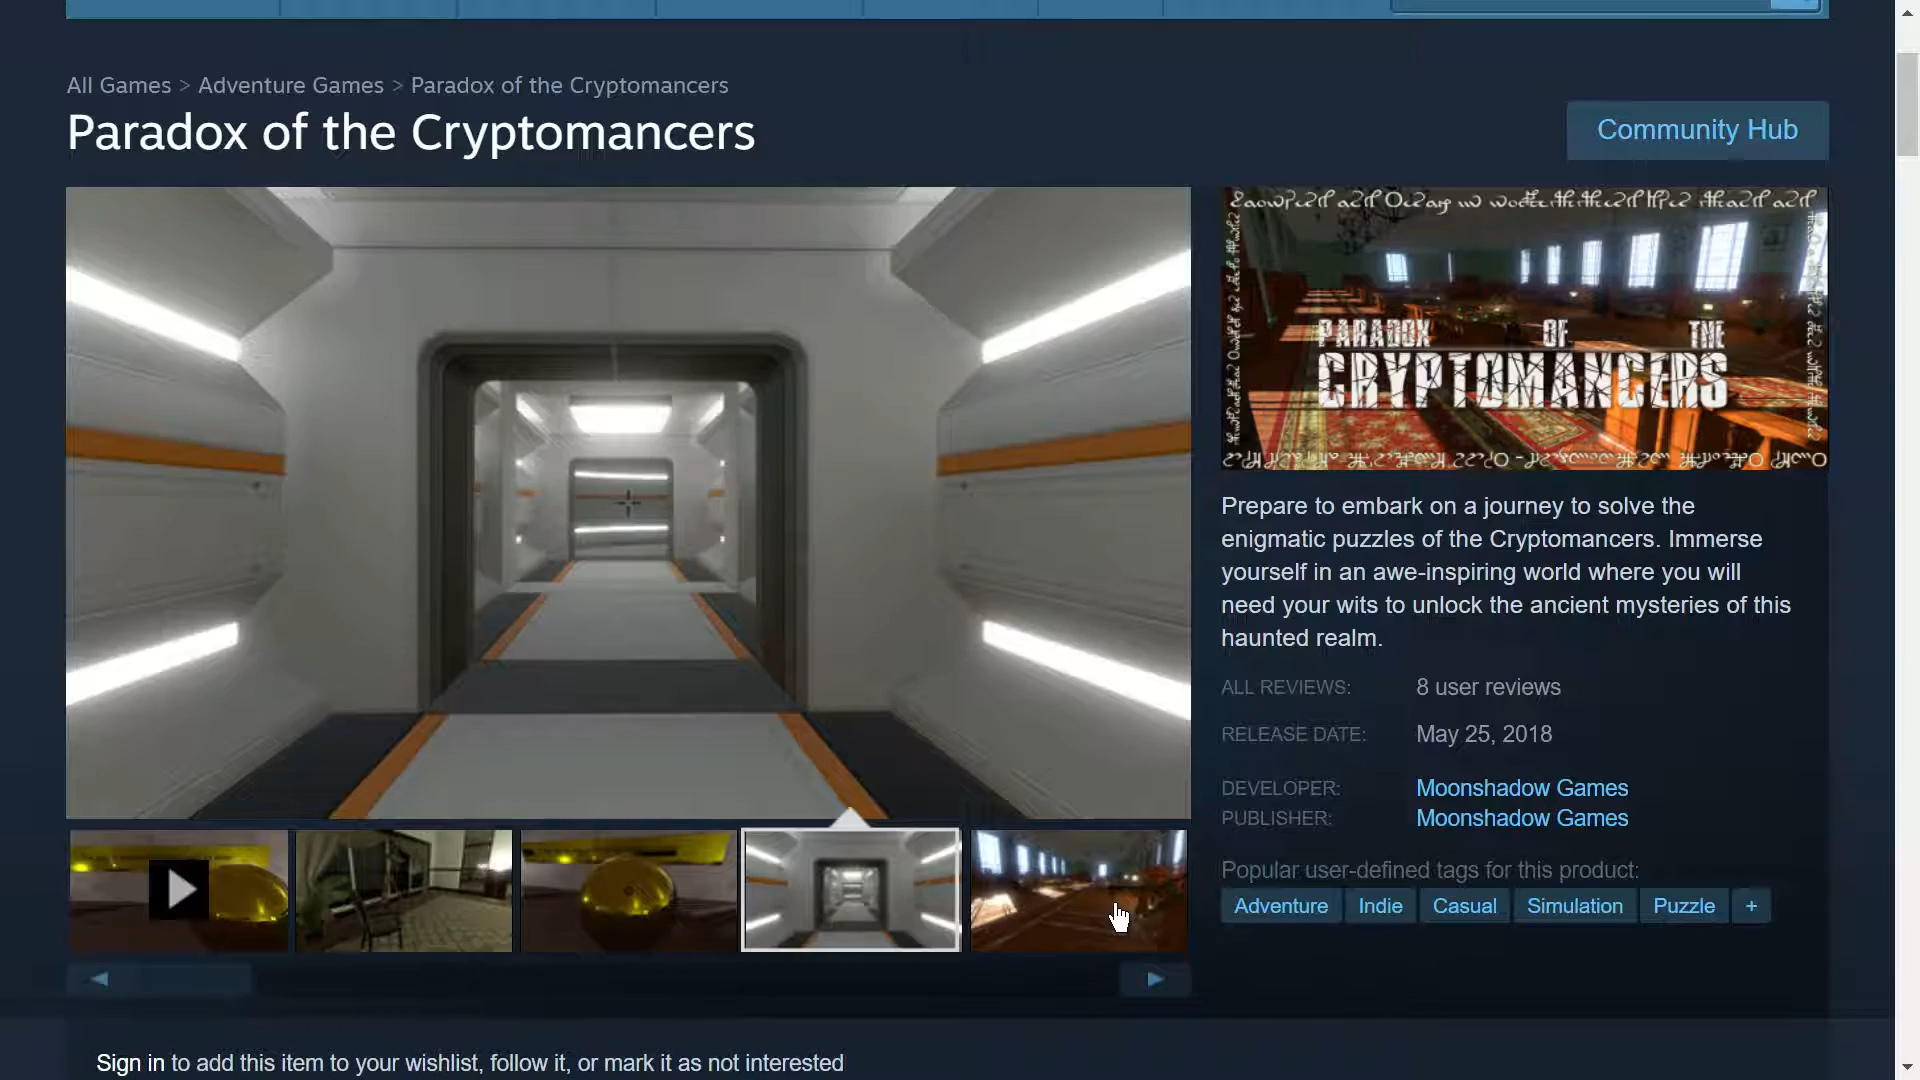 All Games > Adventure Games > Paradox of the Cryptomancers
Paradox of the Cryptomancers
Community Hub
PARADOX OF THE
CRYPTOMANCERS
Prepare to embark on a journey to solve the
enigmatic puzzles of the Cryptomancers. Immerse
yourself in an awe-inspiring world where you will
need your wits to unlock the ancient mysteries of this
haunted realm.
ALL REVIEWS: 8 user reviews
RELEASE DATE: May 25, 2018
DEVELOPER: Moonshadow Games
PUBLISHER: Moonshadow Games
Popular user-defined tags for this product:
Adventure Indie Casual Simulation Puzzle +
Sign in to add this item to your wishlist, follow it, or mark it as not interested